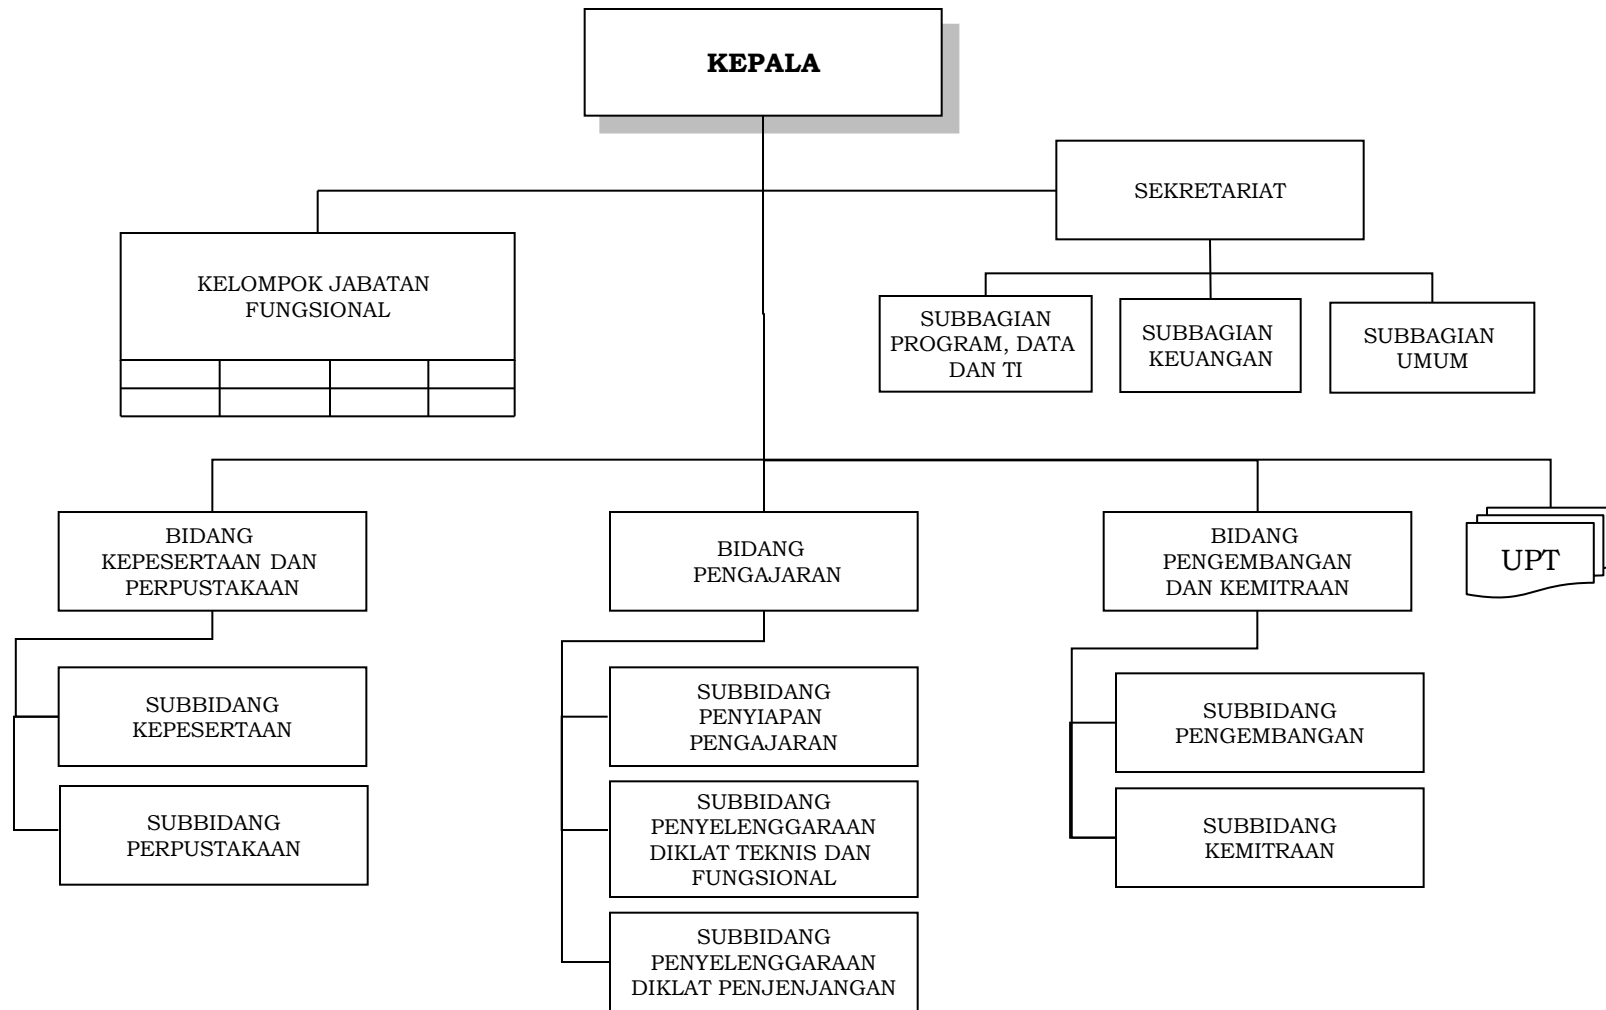 KEPALA
SEKRETARIAT
KELOMPOK JABATAN
FUNGSIONAL
SUBBAGIAN
PROGRAM, DATA
DAN TI
SUBBAGIAN
KEUANGAN
SUBBAGIAN
UMUM
BIDANG
KEPESERTAAN DAN
PERPUSTAKAAN
BIDANG
PENGAJARAN
BIDANG
PENGEMBANGAN
DAN KEMITRAAN
UPT
SUBBIDANG
KEPESERTAAN
SUBBIDANG
PERPUSTAKAAN
SUBBIDANG
PENYIAPAN
PENGAJARAN
SUBBIDANG
PENYELENGGARAAN
DIKLAT TEKNIS DAN
FUNGSIONAL
SUBBIDANG
PENYELENGGARAAN
DIKLAT PENJENJANGAN
SUBBIDANG
PENGEMBANGAN
SUBBIDANG
KEMITRAAN